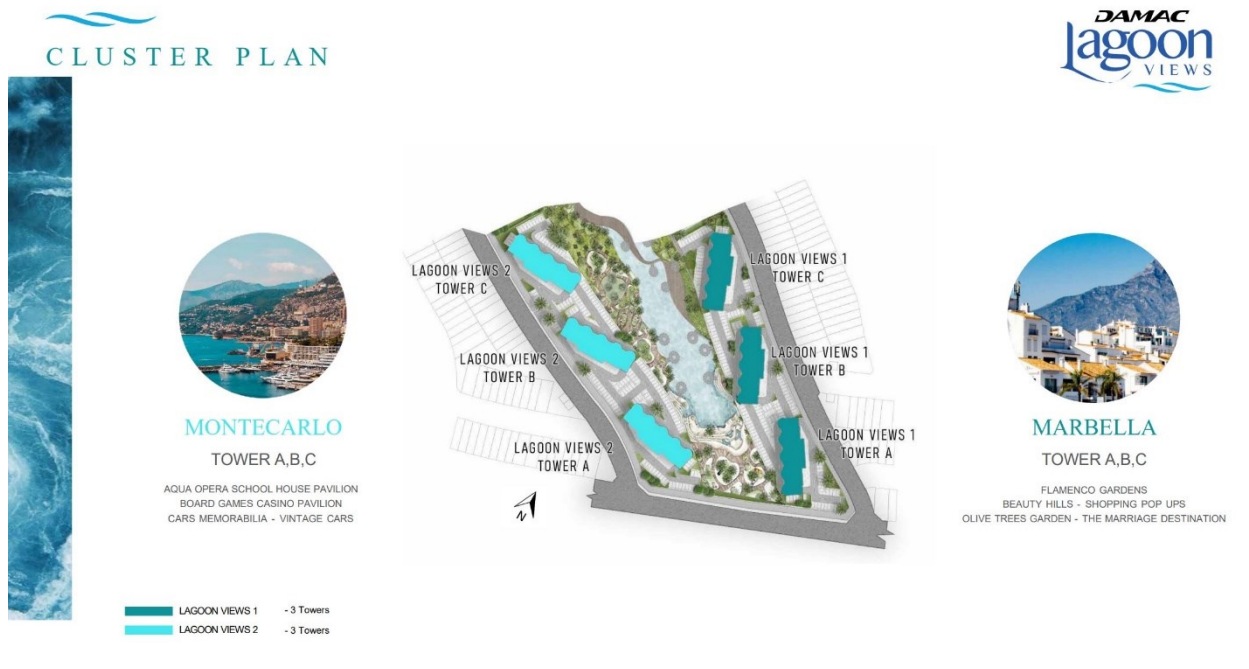 CLUSTER PLAN
DAMAC
lagoon
VIEWS
LAGOON VIEWS 2
TOWER C
LAGOON VIEWS 2
TOWER B
LAGOON VIEWS 2
TOWER A
LAGOON VIEWS 1
TOWER C
LAGOON VIEWS 1
TOWER B
LAGOON VIEWS 1
TOWER A
N
MONTECARLO
TOWER A,B,C
AQUA OPERA SCHOOL HOUSE PAVILION
BOARD GAMES CASINO PAVILION
CARS MEMORABILIA - VINTAGE CARS
MARBELLA
TOWER A,B,C
FLAMENCO GARDENS
BEAUTY HILLS - SHOPPING POP UPS
OLIVE TREES GARDEN - THE MARRIAGE DESTINATION
LAGOON VIEWS 1 - 3 Towers
LAGOON VIEWS 2 - 3 Towers